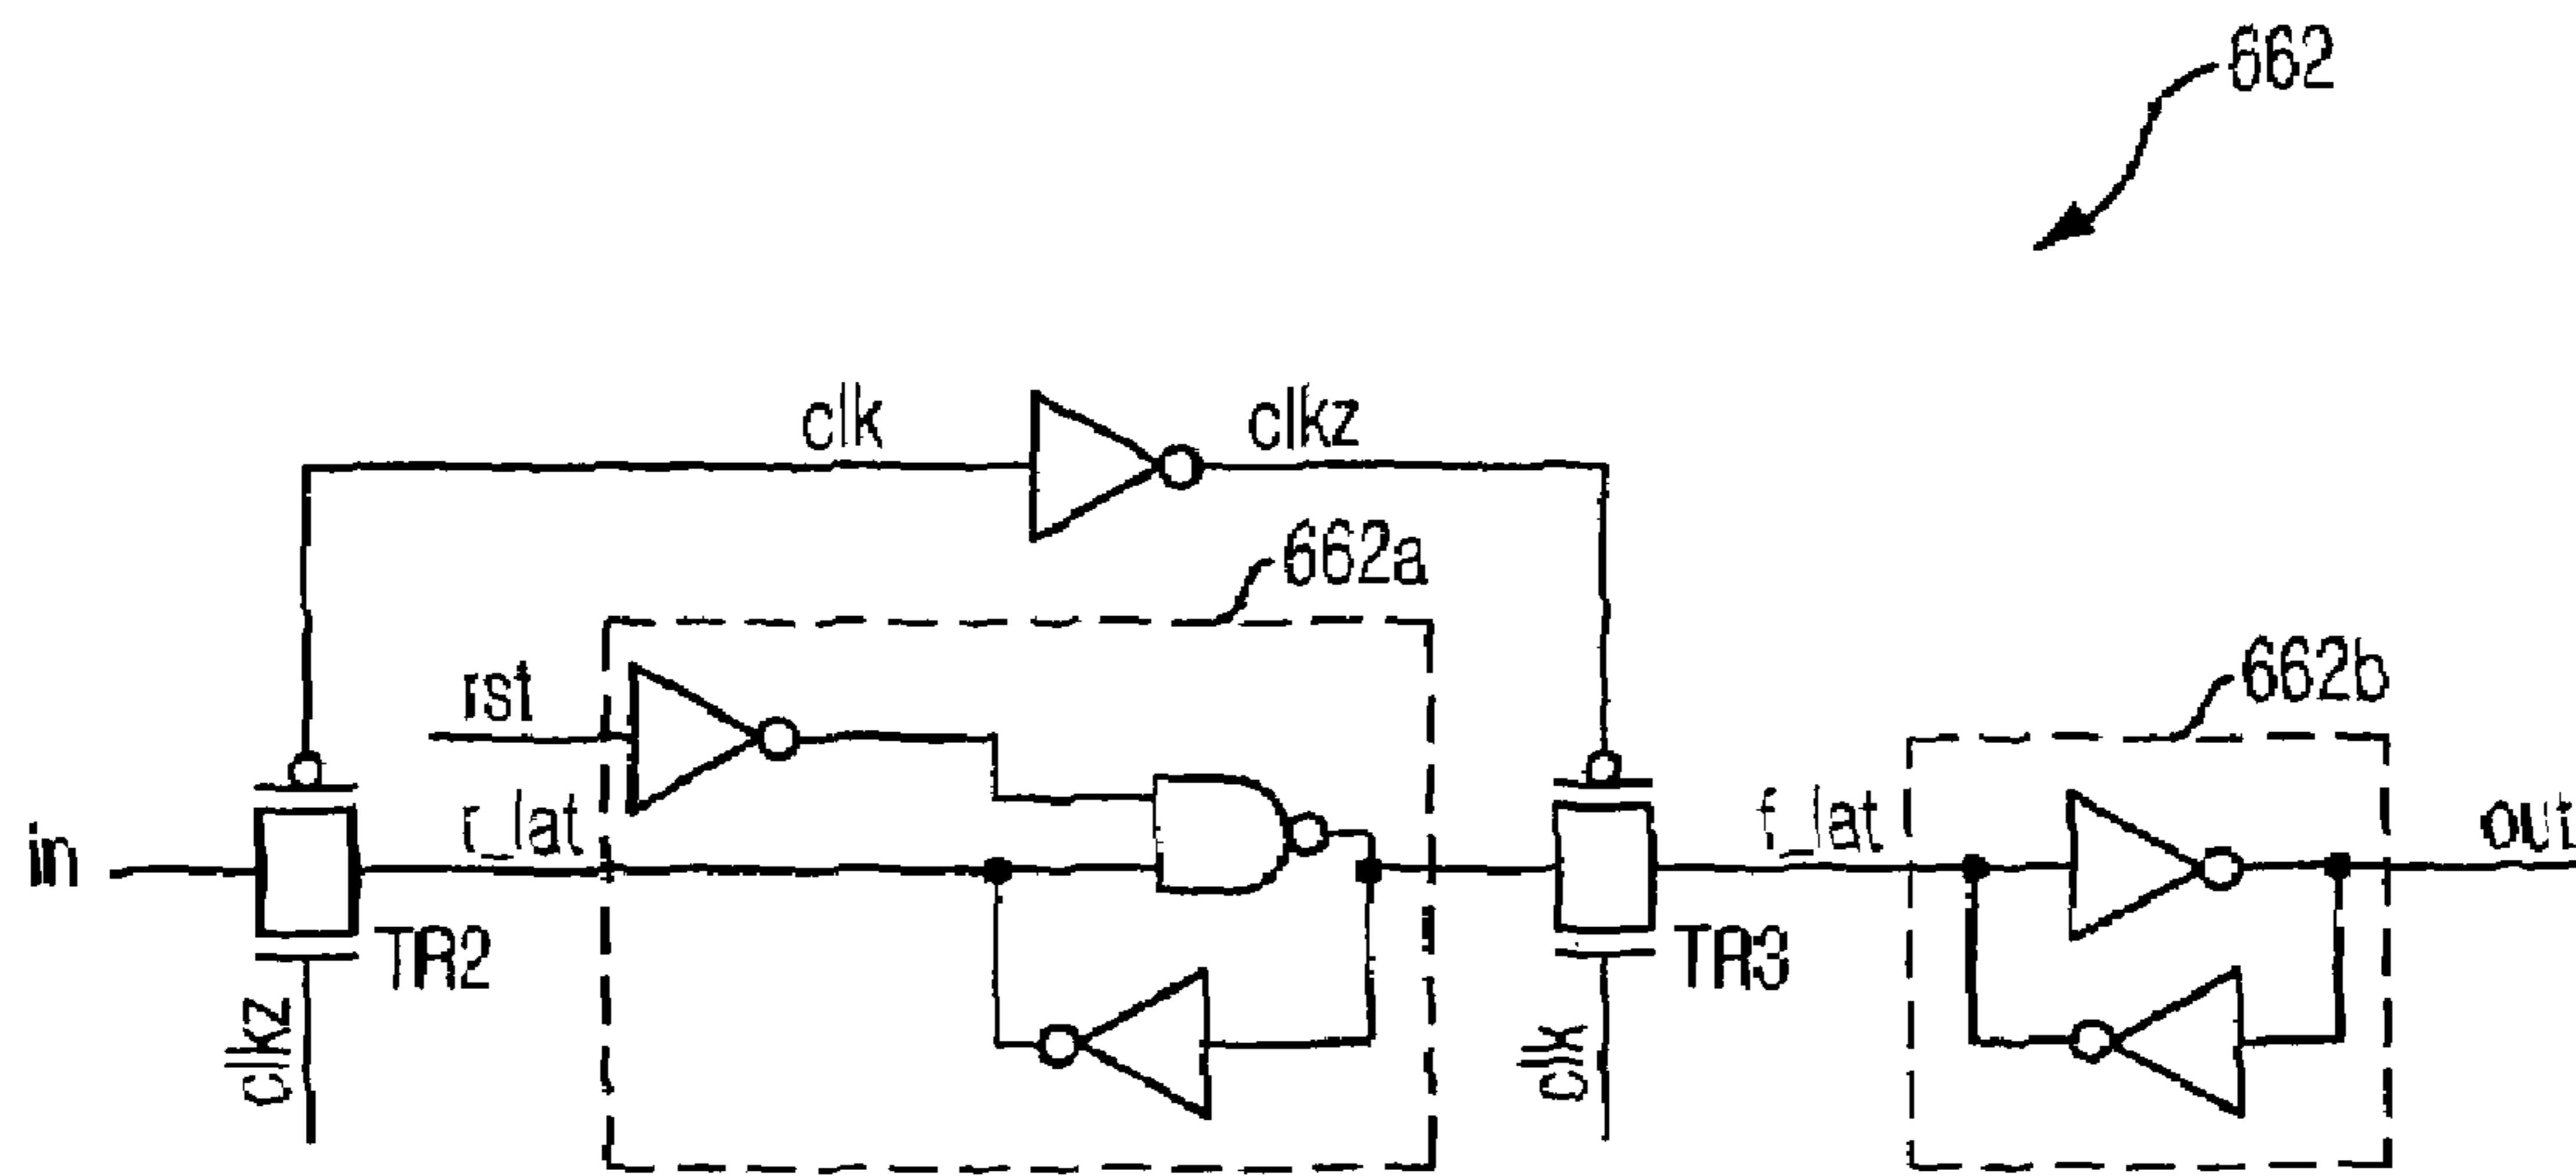 662
clk
clkz
662a
rst
662b
in
r_lat
f_lat
out
TR2
TR3
clkz
clk